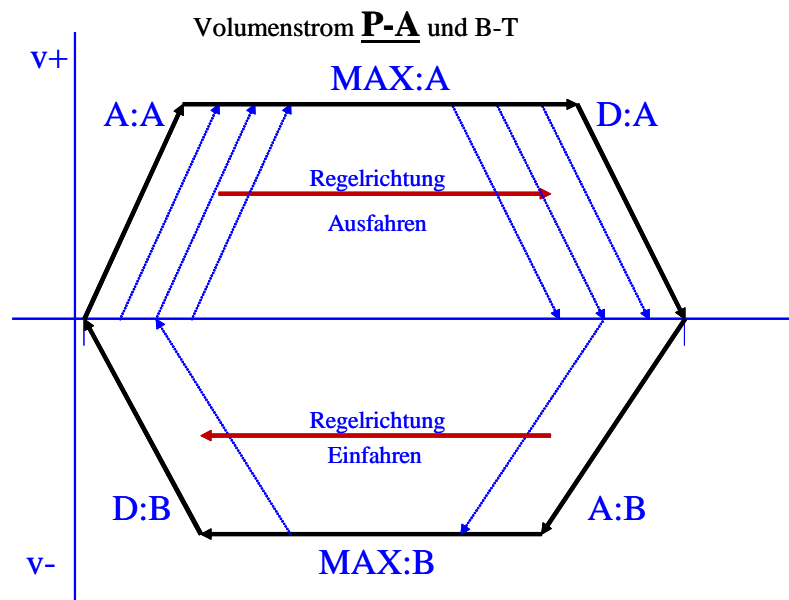 Volumenstrom P-A und B-T
v+
MAX:A
A:A
D:A
Regelrichtung
Ausfahren
Regelrichtung
Einfahren
D:B
A:B
MAX:B
v-